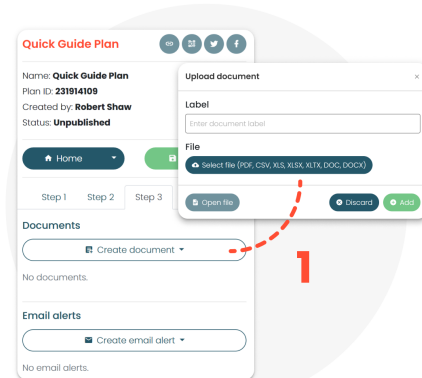 Quick Guide Plan
Name: Quick Guide Plan
Plan ID: 231914109
Created by: Robert Shaw
Status: Unpublished
Home
Step 1
Step 2
Step 3
Documents
Create document
No documents.
Email alerts
Create email alert
No email alerts.
Upload document
×
Label
Enter document label
File
Select file (PDF, CSV, XLS, XLSX, XLTX, DOC, DOCX)
Open file
Discard
Add
1